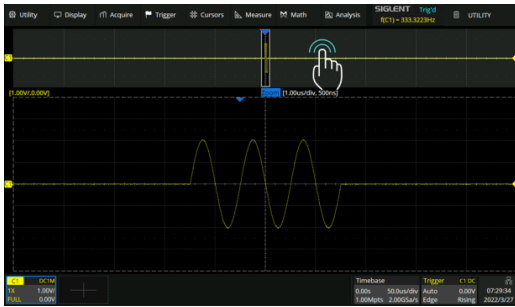 Utility Display Acquire Trigger Cursors Measure Math Analysis SIGLENT Trig'd UTILITY
f(C1) = 333.3223Hz
[1.00V/,0.00V] [1.00us/div, 500ns]
C1 DC1M Timebase Trigger C1 DC
1X 1.00V/ 0.00s 50.0us/div Auto 0.00V 07:29:34
FULL 0.00V 1.00Mpts 2.00GSa/s Edge Rising 2022/3/27